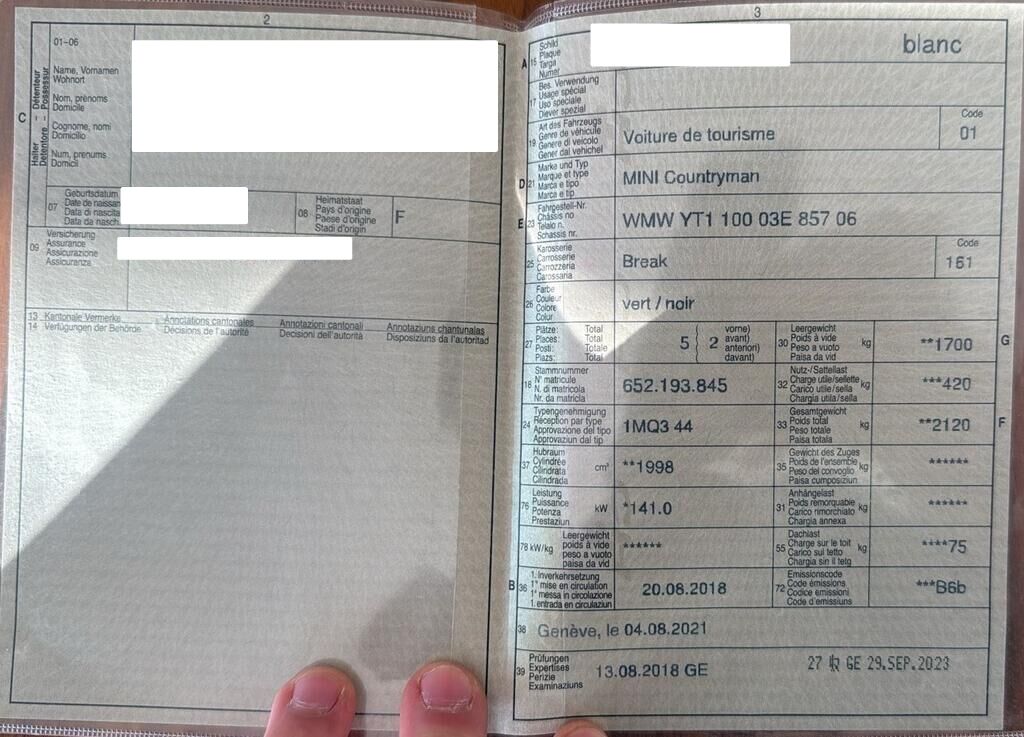 2
01-06
C
Halter Détenteur
Detentore Possessur
Name, Vornamen
Wohnort
Nom, prénoms
Domicile
Cognome, nomi
Domicilio
Num, prenums
Domicil
07
Geburtsdatum
Date de naissan
Data di nascita
Data da nasch
08
Heimatstaat
Pays d'origine
Paese d'origine
Stadi d'origin
F
09
Versicherung
Assurance
Assicurazione
Assicuranza
13 Kantonale Vermerke Annotations cantonales Annotazioni cantonali Annotaziuns chantunalas
14 Verfügungen der Behörde Décisions de l'autorité Decisioni dell'autorità Disposiziuns da l'autoritad
3
A 15
Schild
Plaque
Targa
Numer
blanc
17
Bes. Verwendung
Usage spécial
Uso speciale
Diever spezial
19
Art des Fahrzeugs
Genre de véhicule
Genere di veicolo
Gener dal vehichel
Voiture de tourisme
Code
01
D 21
Marke und Typ
Marque et type
Marca e tipo
Marca e tip
MINI Countryman
E 23
Fahrgestell-Nr.
Châssis no
Telaio n.
Schassis nr.
WMW YT1 100 03E 857 06
25
Karosserie
Carrosserie
Carrozzeria
Carossaria
Break
Code
161
26
Farbe
Couleur
Colore
Colur
vert / noir
27
Plätze: Total
Places: Total
Posti: Totale
Plazs: Total
5 ( 2
vorne)
avant)
anteriori)
davant)
30
Leergewicht
Poids à vide
Peso a vuoto
Paisa da vid
kg
**1700
G
18
Stammnummer
N° matricule
N. di matricola
Nr. da matricla
652.193.845
32
Nutz-/Sattellast
Charge utile/sellette
Carico utile/sella
Chargia utila/sella
kg
***420
24
Typengenehmigung
Réception par type
Approvazione del tipo
Approvaziun dal tip
1MQ3 44
33
Gesamtgewicht
Poids total
Peso totale
Paisa totala
kg
**2120
F
37
Hubraum
Cylindrée
Cilindrata
Cilindrada
cm³
**1998
35
Gewicht des Zuges
Poids de l'ensemble
Peso del convoglio
Paisa cumposiziun
kg
******
76
Leistung
Puissance
Potenza
Prestaziun
kW
*141.0
31
Anhängelast
Poids remorquable
Carico rimorchiato
Chargia annexa
kg
******
78 kW/kg
Leergewicht
poids à vide
peso a vuoto
paisa da vid
******
55
Dachlast
Charge sur le toit
Carico sul tetto
Chargia sin il tetg
kg
****75
B 36
1. Inverkehrsetzung
1re mise en circulation
1a messa in circolazione
1. entrada en circulaziun
20.08.2018
72
Emissionscode
Code émissions
Codice emissioni
Code d'emissiuns
***B6b
38
Genève, le 04.08.2021
39
Prüfungen
Expertises
Perizie
Examinaziuns
13.08.2018 GE
27 GE 29.SEP.2023